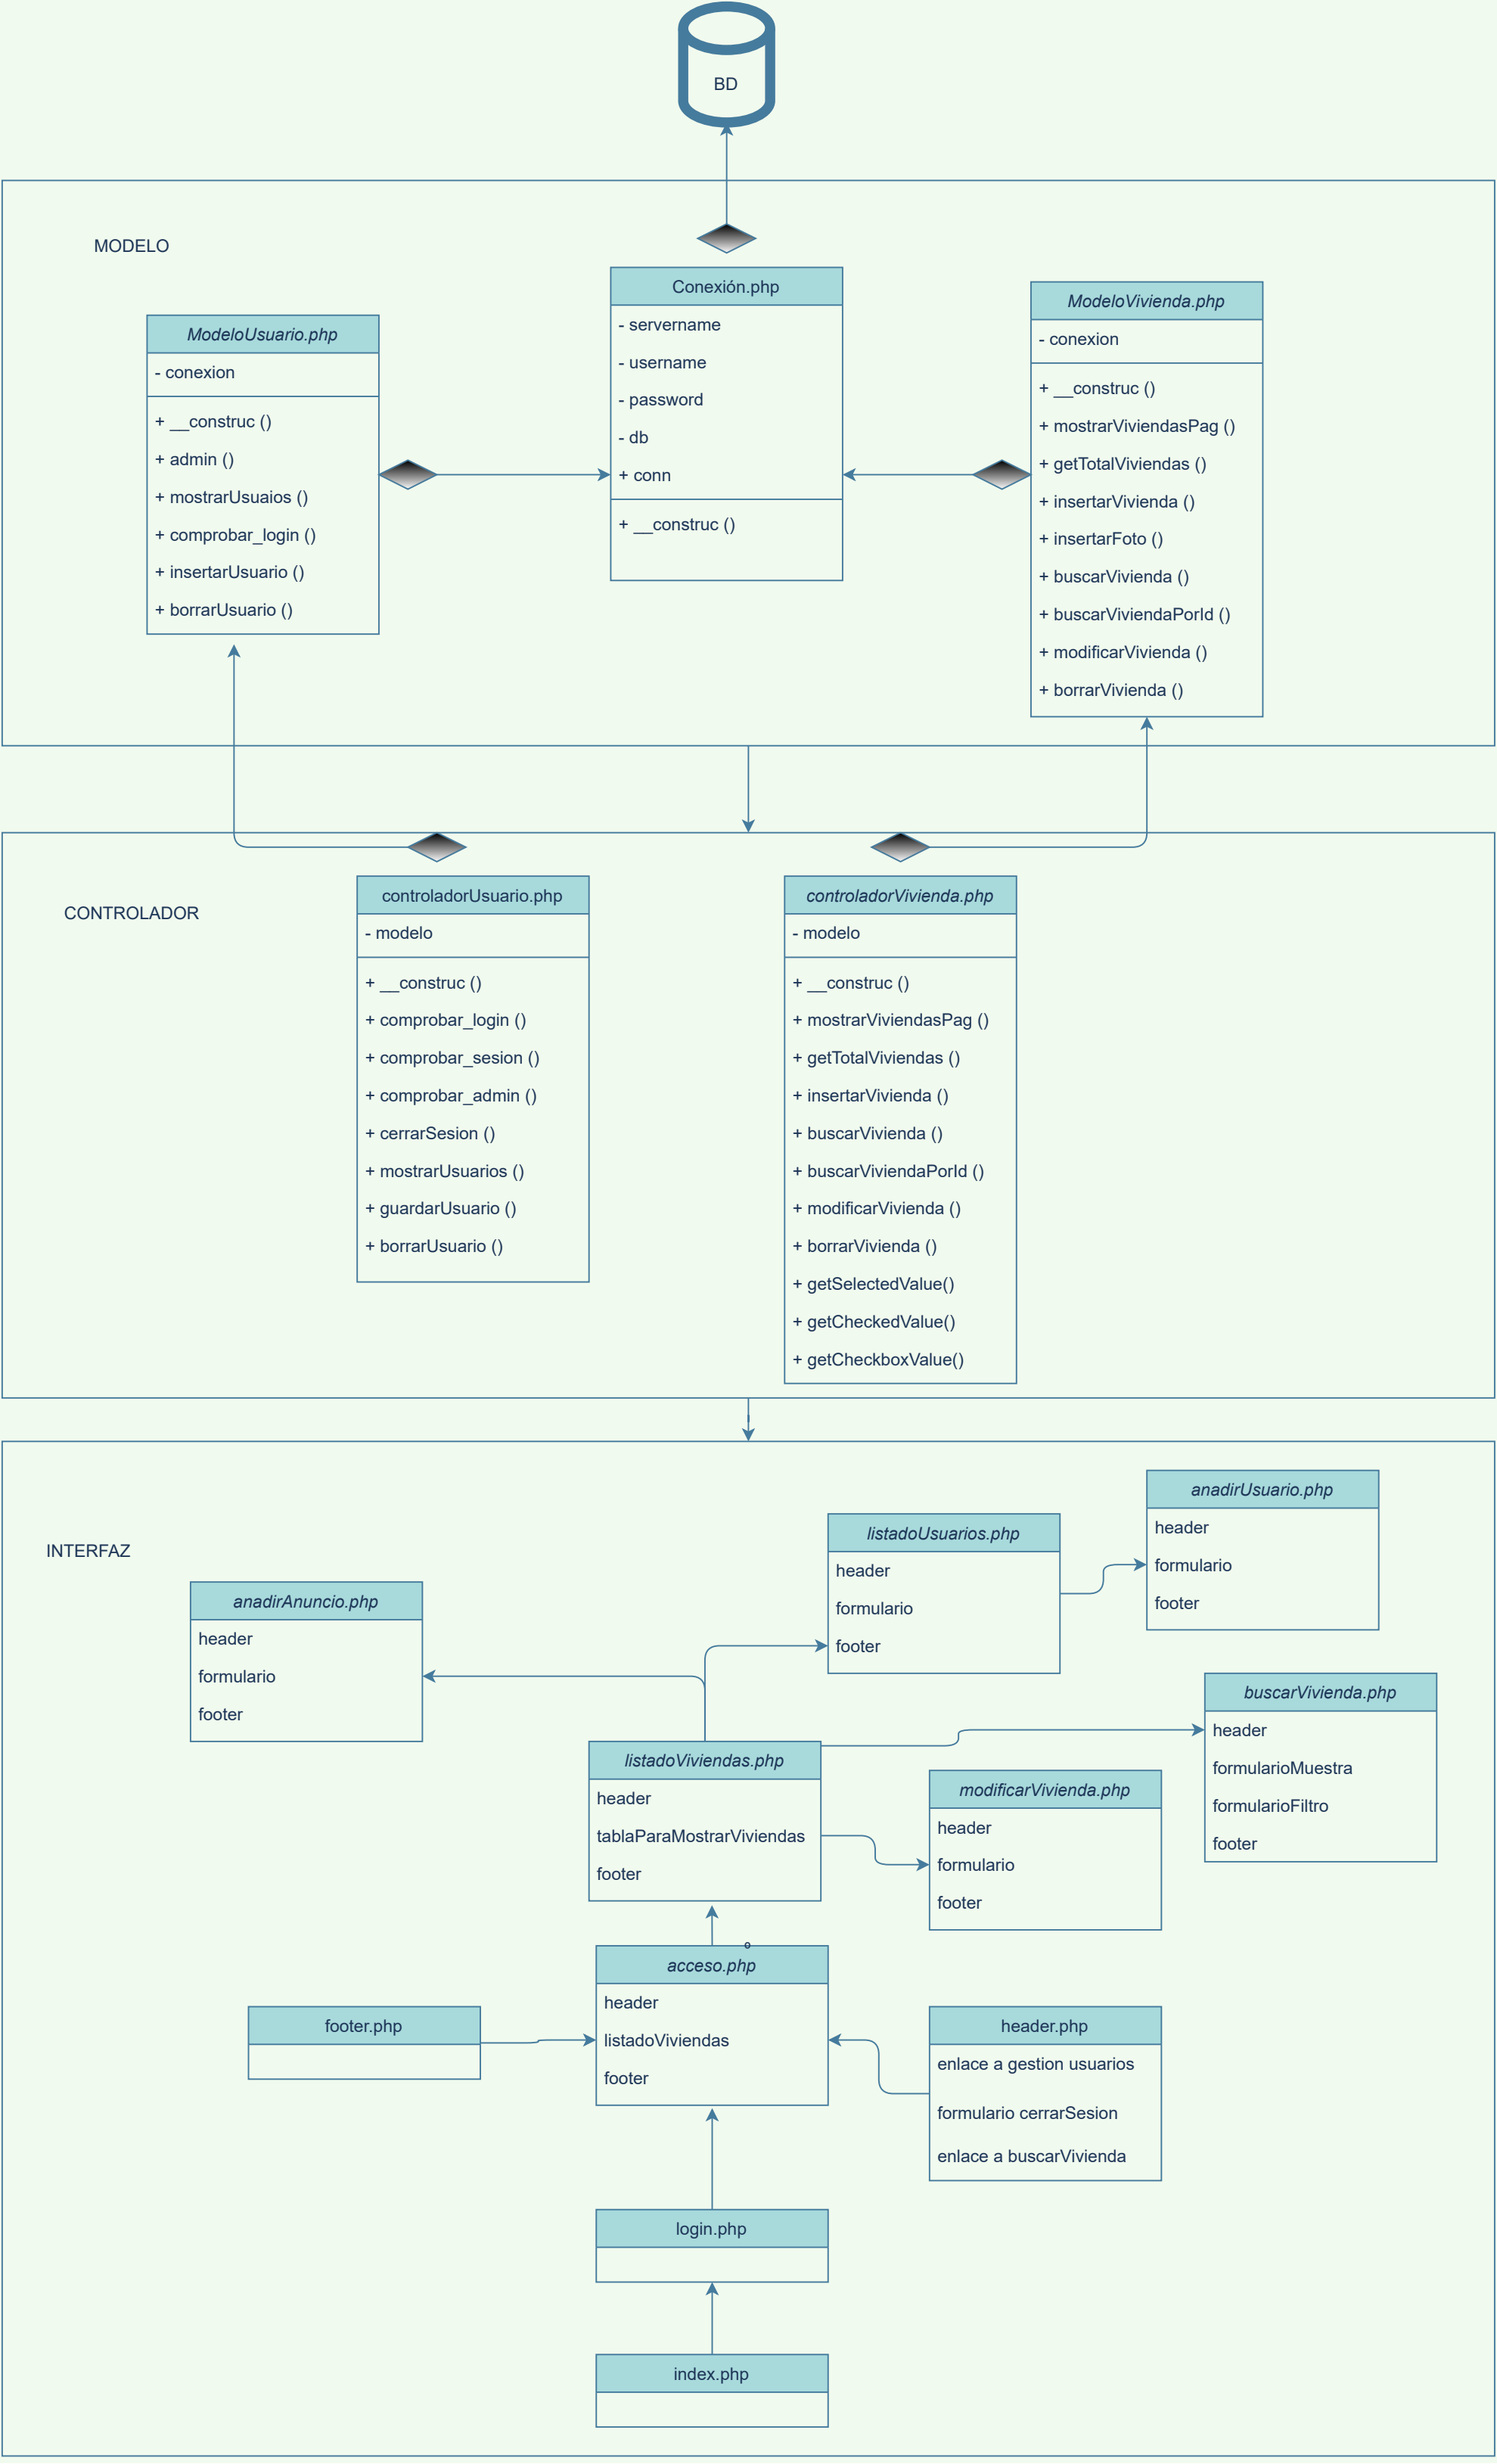 BD
MODELO
ModeloUsuario.php
- conexion
+ __construc ()
+ admin ()
+ mostrarUsuaios ()
+ comprobar_login ()
+ insertarUsuario ()
+ borrarUsuario ()
Conexión.php
- servername
- username
- password
- db
+ conn
+ __construc ()
ModeloVivienda.php
- conexion
+ __construc ()
+ mostrarViviendasPag ()
+ getTotalViviendas ()
+ insertarVivienda ()
+ insertarFoto ()
+ buscarVivienda ()
+ buscarViviendaPorId ()
+ modificarVivienda ()
+ borrarVivienda ()
CONTROLADOR
controladorUsuario.php
- modelo
+ __construc ()
+ comprobar_login ()
+ comprobar_sesion ()
+ comprobar_admin ()
+ cerrarSesion ()
+ mostrarUsuarios ()
+ guardarUsuario ()
+ borrarUsuario ()
controladorVivienda.php
- modelo
+ __construc ()
+ mostrarViviendasPag ()
+ getTotalViviendas ()
+ insertarVivienda ()
+ buscarVivienda ()
+ buscarViviendaPorId ()
+ modificarVivienda ()
+ borrarVivienda ()
+ getSelectedValue()
+ getCheckedValue()
+ getCheckboxValue()
INTERFAZ
anadirUsuario.php
header
formulario
footer
listadoUsuarios.php
header
formulario
footer
anadirAnuncio.php
header
formulario
footer
buscarVivienda.php
header
formularioMuestra
formularioFiltro
footer
listadoViviendas.php
header
tablaParaMostrarViviendas
footer
modificarVivienda.php
header
formulario
footer
acceso.php
header
listadoViviendas
footer
footer.php
header.php
enlace a gestion usuarios
formulario cerrarSesion
enlace a buscarVivienda
login.php
index.php